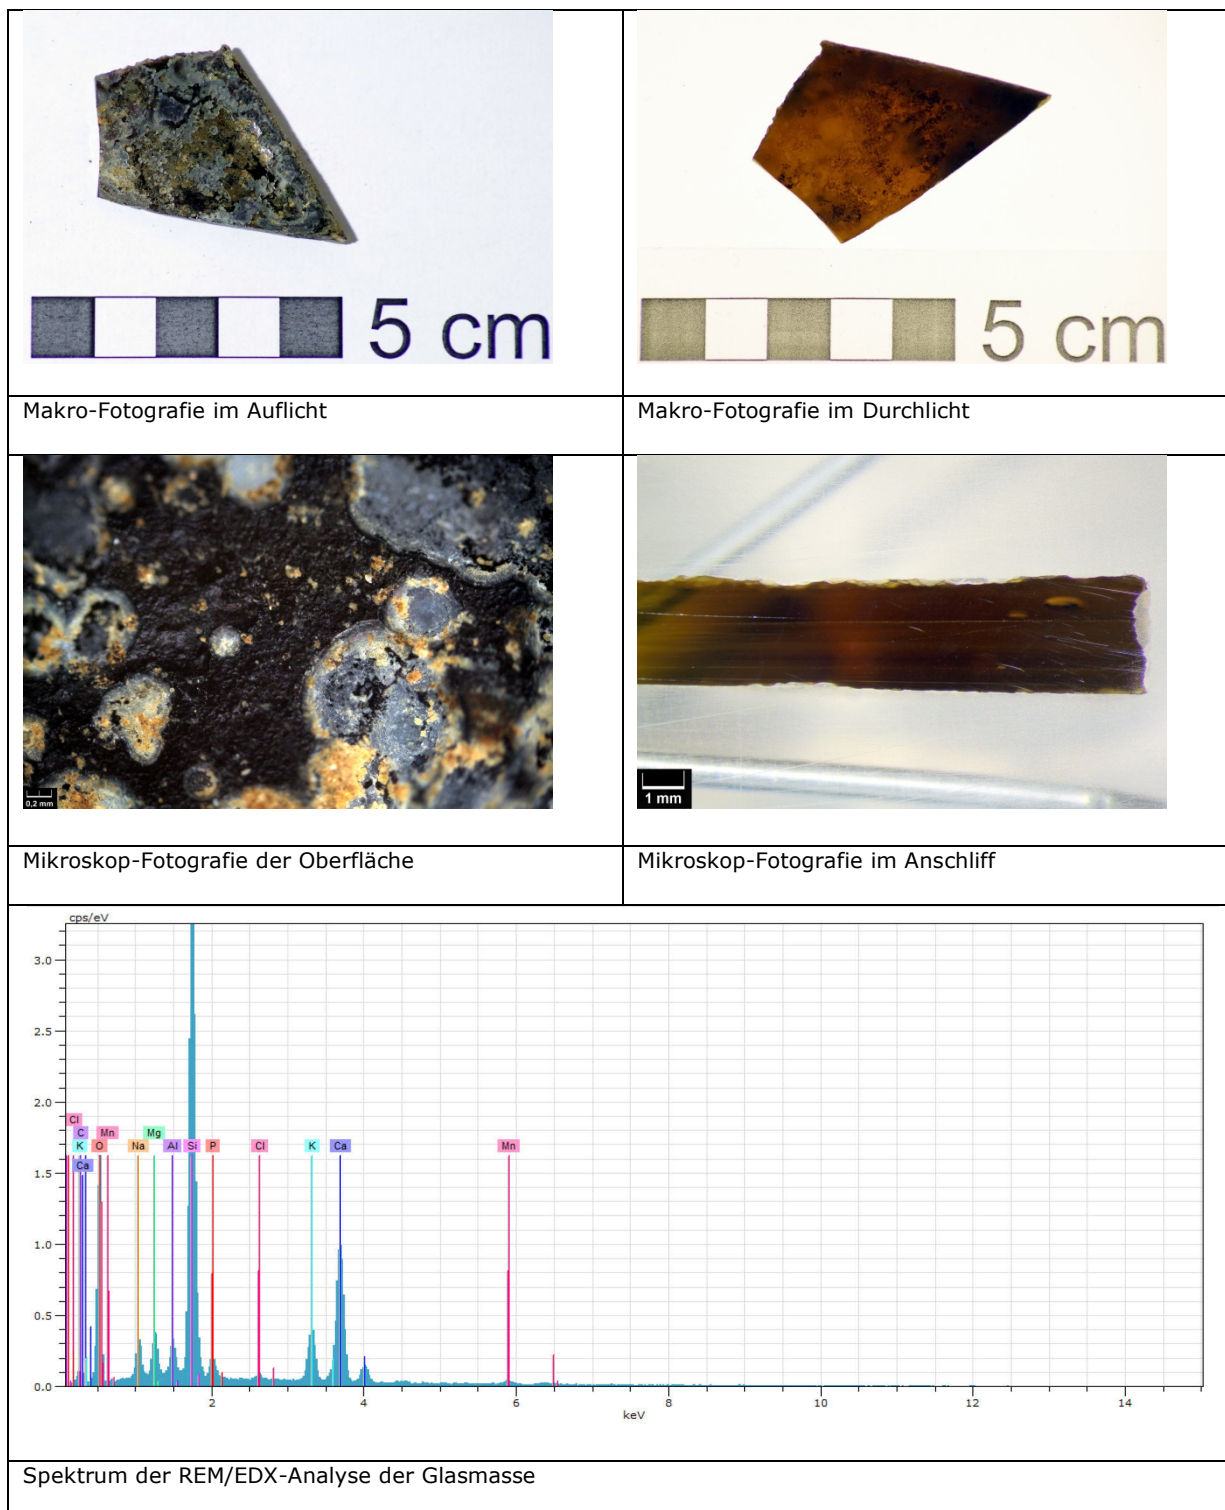 5 cm
5 cm
Makro-Fotografie im Auflicht
Makro-Fotografie im Durchlicht
0,2 mm
1 mm
Mikroskop-Fotografie der Oberfläche
Mikroskop-Fotografie im Anschliff
cps/eV
3.0
2.5
2.0
Cl
C Mn Mg
K O Na Al Si P Cl K Ca Mn
Ca
1.5
1.0
0.5
0.0
2 4 6 8 10 12 14
keV
Spektrum der REM/EDX-Analyse der Glasmasse